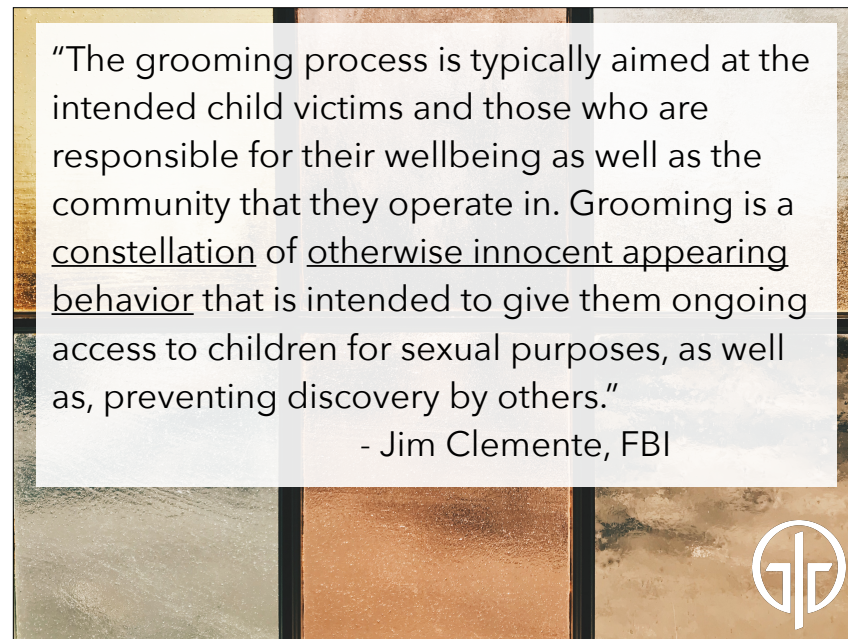 “The grooming process is typically aimed at the
intended child victims and those who are
responsible for their wellbeing as well as the
community that they operate in. Grooming is a
constellation of otherwise innocent appearing
behavior that is intended to give them ongoing
access to children for sexual purposes, as well
as, preventing discovery by others.”
- Jim Clemente, FBI